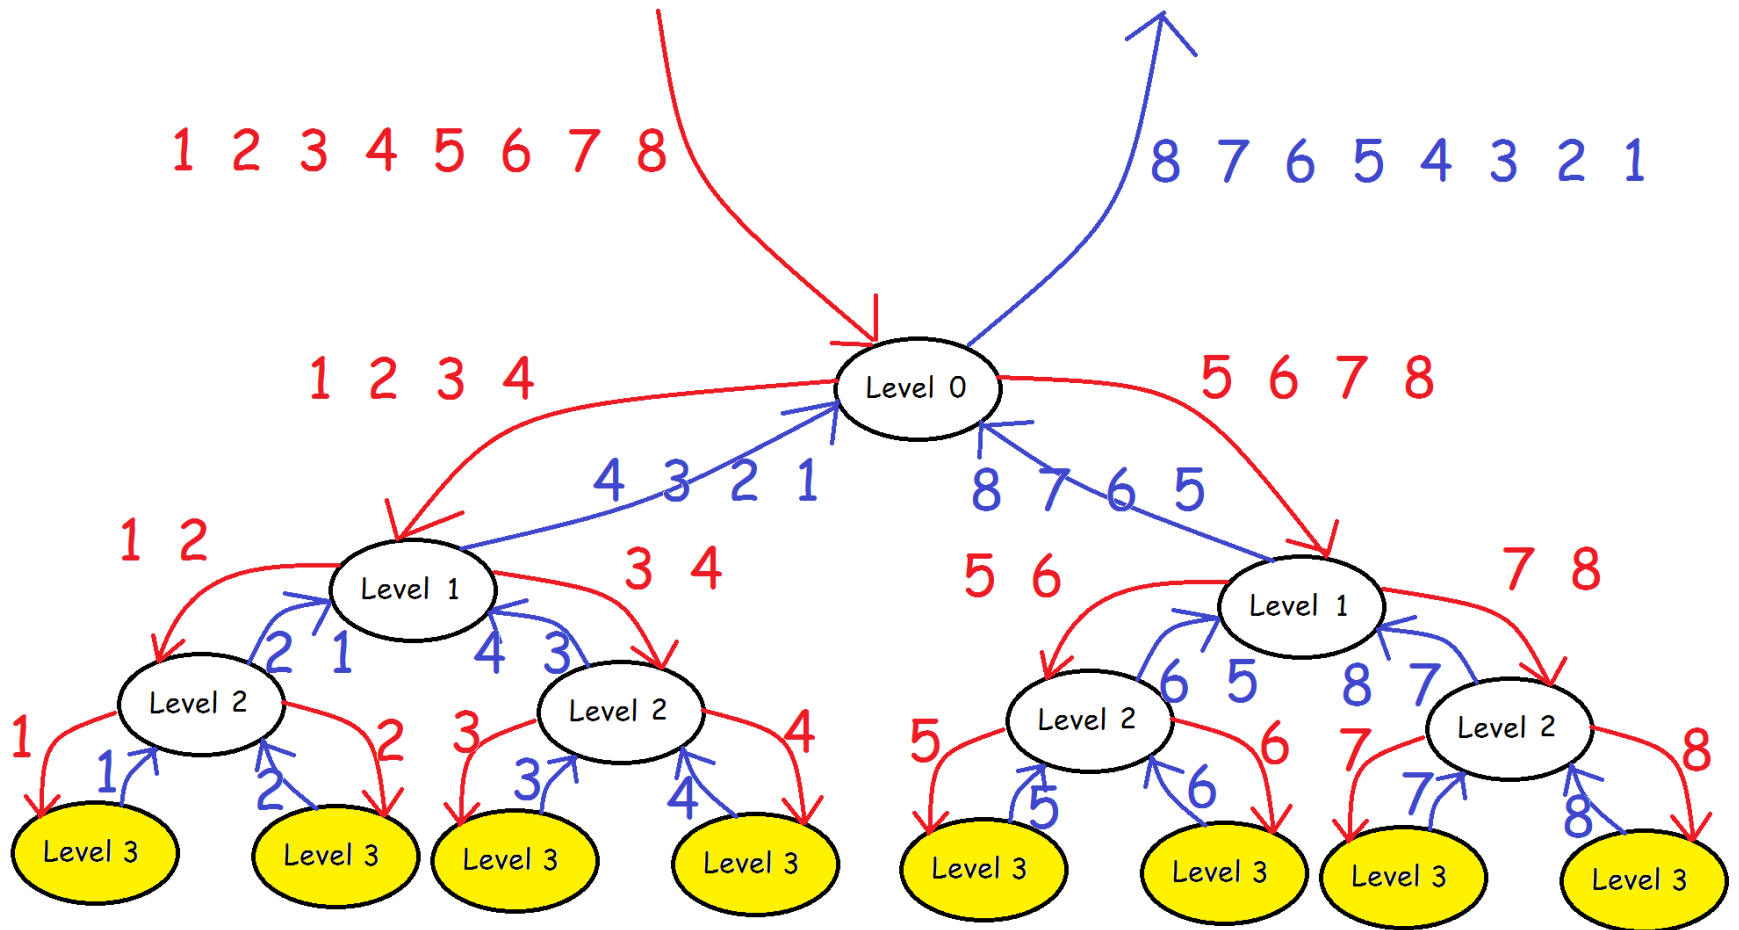 1 2 3 4 5 6 7 8
8 7 6 5 4 3 2 1
Level 0
1 2 3 4
5 6 7 8
4 3 2 1
8 7 6 5
1 2
3 4
5 6
7 8
Level 1
Level 1
2 1
4 3
6 5
8 7
Level 2
Level 2
Level 2
Level 2
1
2
3
4
5
6
7
8
1
2
3
4
5
6
7
8
Level 3
Level 3
Level 3
Level 3
Level 3
Level 3
Level 3
Level 3